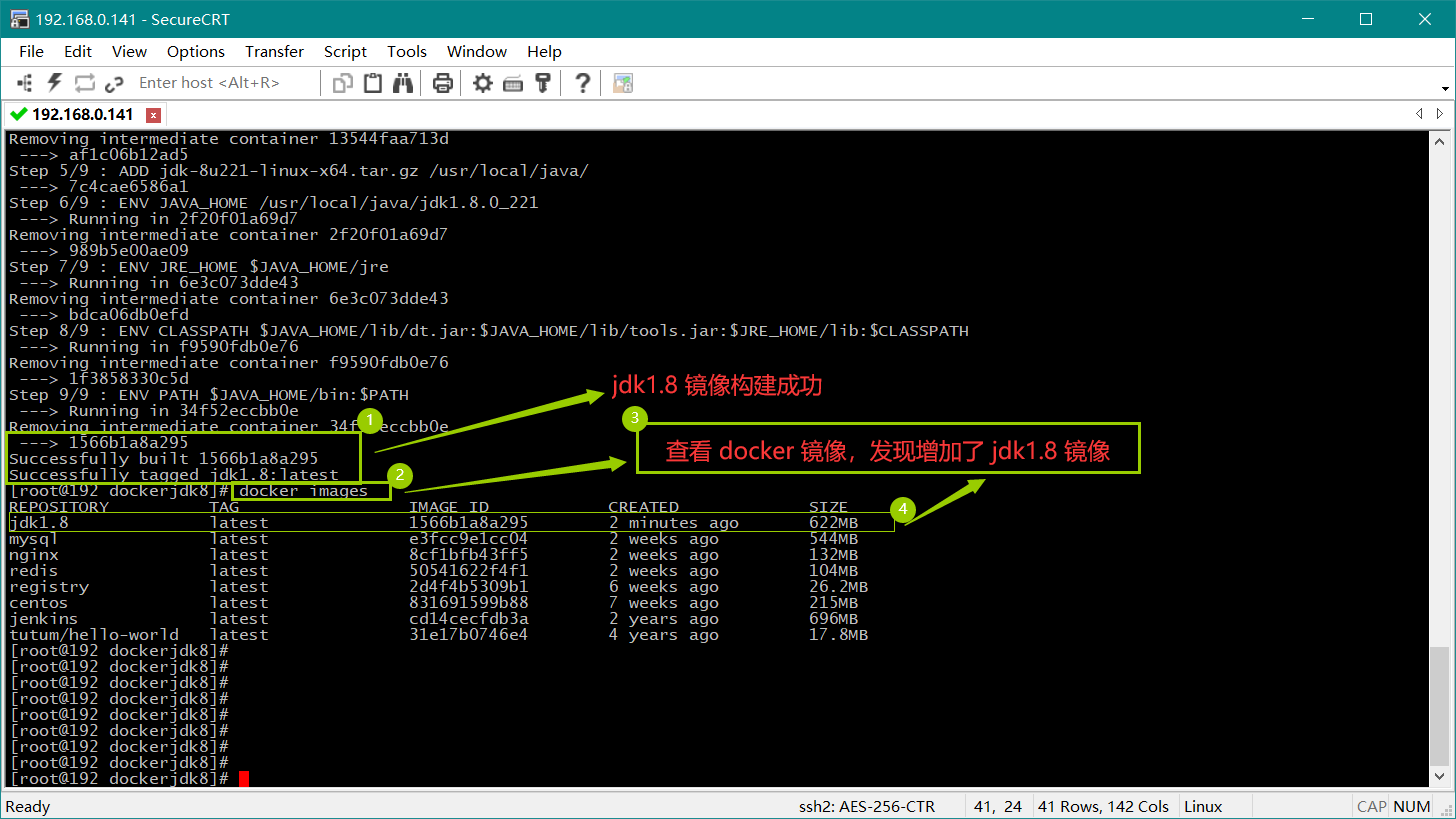 192.168.0.141 - SecureCRT
File Edit View Options Transfer Script Tools Window Help
Enter host <Alt+R>
192.168.0.141
Removing intermediate container 13544faa713d
---> af1c06b12ad5
Step 5/9 : ADD jdk-8u221-linux-x64.tar.gz /usr/local/java/
---> 7c4cae6586a1
Step 6/9 : ENV JAVA_HOME /usr/local/java/jdk1.8.0_221
---> Running in 2f20f01a69d7
Removing intermediate container 2f20f01a69d7
---> 989b5e00ae09
Step 7/9 : ENV JRE_HOME $JAVA_HOME/jre
---> Running in 6e3c073dde43
Removing intermediate container 6e3c073dde43
---> bdca06db0efd
Step 8/9 : ENV CLASSPATH $JAVA_HOME/lib/dt.jar:$JAVA_HOME/lib/tools.jar:$JRE_HOME/lib:$CLASSPATH
---> Running in f9590fdb0e76
Removing intermediate container f9590fdb0e76
---> 1f3858330c5d
jdk1.8 镜像构建成功
Step 9/9 : ENV PATH $JAVA_HOME/bin:$PATH
---> Running in 34f52eccbb0e
1
3
Removing intermediate container 34f52eccbb0e
---> 1566b1a8a295
查看 docker 镜像，发现增加了 jdk1.8 镜像
Successfully built 1566b1a8a295
Successfully tagged jdk1.8:latest
2
[root@192 dockerjdk8]# docker images
REPOSITORY TAG IMAGE ID CREATED SIZE
4
jdk1.8 latest 1566b1a8a295 2 minutes ago 622MB
mysql latest e3fcc9e1cc04 2 weeks ago 544MB
nginx latest 8cf1bfb43ff5 2 weeks ago 132MB
redis latest 50541622f4f1 2 weeks ago 104MB
registry latest 2d4f4b5309b1 6 weeks ago 26.2MB
centos latest 831691599b88 7 weeks ago 215MB
jenkins latest cd14cecfdb3a 2 years ago 696MB
tutum/hello-world latest 31e17b0746e4 4 years ago 17.8MB
[root@192 dockerjdk8]#
[root@192 dockerjdk8]#
[root@192 dockerjdk8]#
[root@192 dockerjdk8]#
[root@192 dockerjdk8]#
[root@192 dockerjdk8]#
[root@192 dockerjdk8]#
[root@192 dockerjdk8]#
[root@192 dockerjdk8]#
Ready ssh2: AES-256-CTR 41, 24 41 Rows, 142 Cols Linux CAP NUM